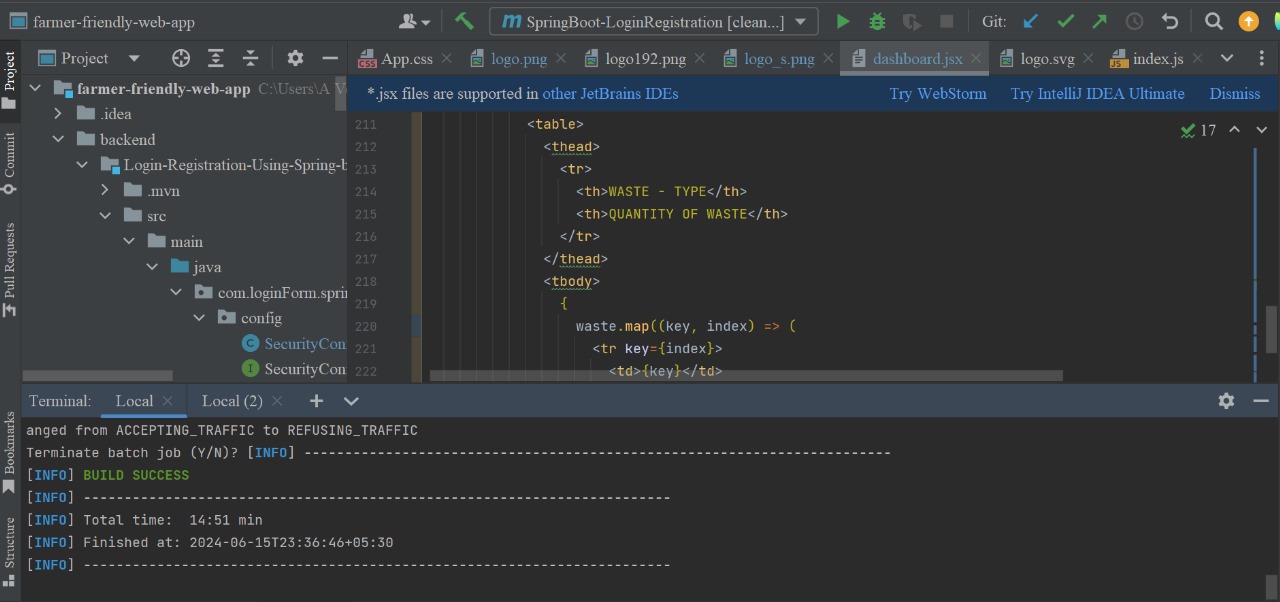 farmer-friendly-web-app
SpringBoot-LoginRegistration [clean...]
Git:
Project
Commit
Pull Requests
Bookmarks
Structure
Project
App.css
logo.png
logo192.png
logo_s.png
dashboard.jsx
logo.svg
index.js
farmer-friendly-web-app C:\Users\A V
.idea
backend
Login-Registration-Using-Spring-b
.mvn
src
main
java
com.loginForm.spri
config
SecurityCon
SecurityCon
*.jsx files are supported in other JetBrains IDEs
Try WebStorm Try IntelliJ IDEA Ultimate Dismiss
17
211 <table>
212 <thead>
213 <tr>
214 <th>WASTE - TYPE</th>
215 <th>QUANTITY OF WASTE</th>
216 </tr>
217 </thead>
218 <tbody>
219 {
220 waste.map((key, index) => (
221 <tr key={index}>
222 <td>{key}</td>
Terminal: Local Local (2)
anged from ACCEPTING_TRAFFIC to REFUSING_TRAFFIC
Terminate batch job (Y/N)? [INFO] ------------------------------------------------------------------------
[INFO] BUILD SUCCESS
[INFO] ------------------------------------------------------------------------
[INFO] Total time:  14:51 min
[INFO] Finished at: 2024-06-15T23:36:46+05:30
[INFO] ------------------------------------------------------------------------